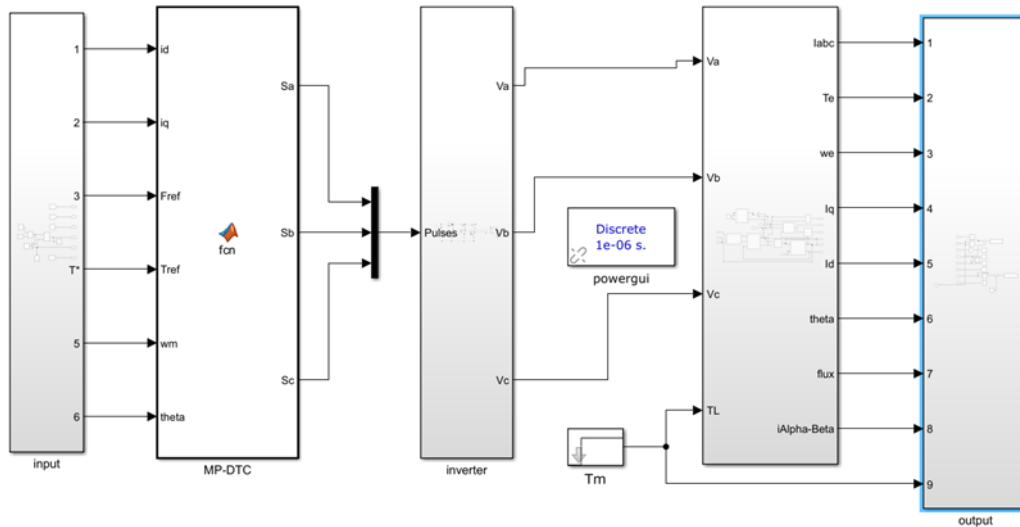 1
2
3
T*
5
6
input
id
iq
Fref
Tref
wm
theta
fcn
Sa
Sb
Sc
MP-DTC
Pulses
Va
Vb
Vc
inverter
Discrete
1e-06 s.
powergui
Tm
Va
Vb
Vc
TL
Iabc
Te
we
Iq
Id
theta
flux
iAlpha-Beta
1
2
3
4
5
6
7
8
9
output